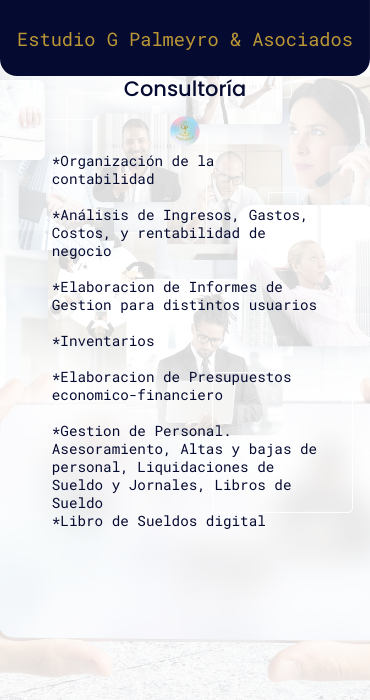 Estudio G Palmeyro & Asociados
Consultoría
*Organización de la
contabilidad
*Análisis de Ingresos, Gastos,
Costos, y rentabilidad de
negocio
*Elaboracion de Informes de
Gestion para distintos usuarios
*Inventarios
*Elaboracion de Presupuestos
economico-financiero
*Gestion de Personal.
Asesoramiento, Altas y bajas de
personal, Liquidaciones de
Sueldo y Jornales, Libros de
Sueldo
*Libro de Sueldos digital